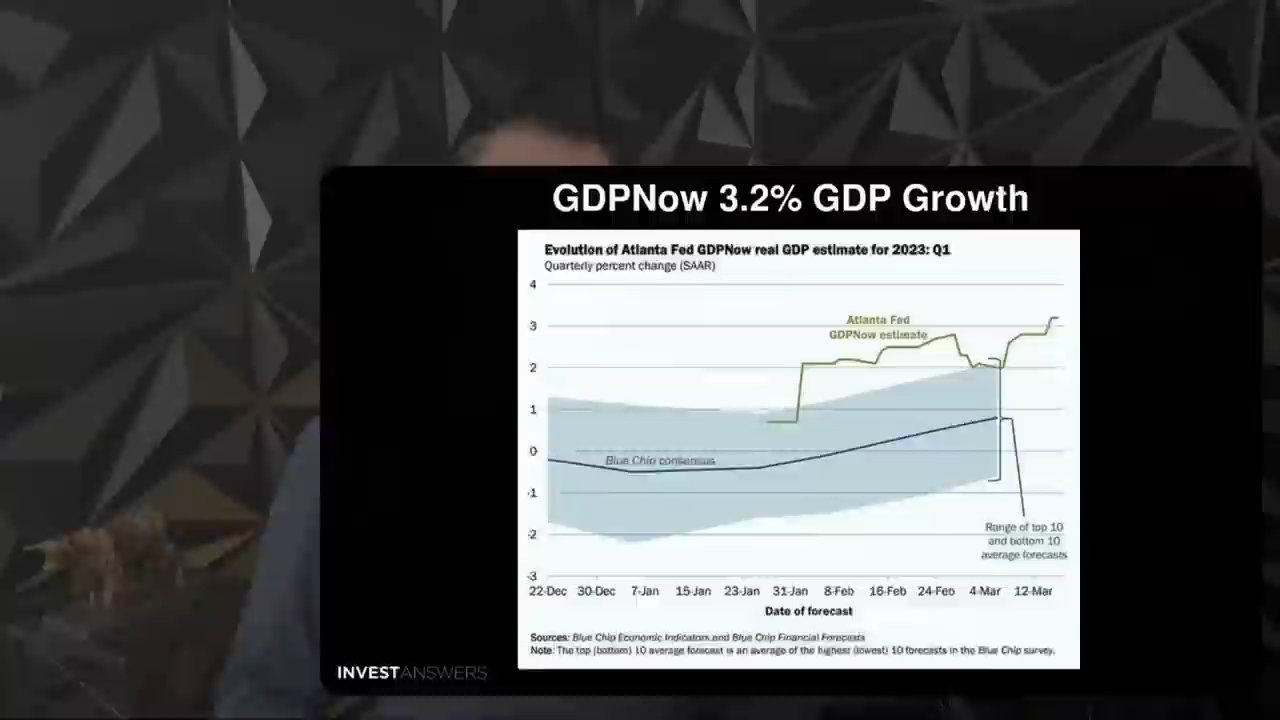 GDPNow 3.2% GDP Growth
Evolution of Atlanta Fed GDPNow real GDP estimate for 2023: Q1
Quarterly percent change (SAAR)
4
3
2
1
0
-1
-2
-3
Atlanta Fed
GDPNow estimate
Blue Chip consensus
Range of top 10
and bottom 10
average forecasts
22-Dec 30-Dec 7-Jan 15-Jan 23-Jan 31-Jan 8-Feb 16-Feb 24-Feb 4-Mar 12-Mar
Date of forecast
Sources: Blue Chip Economic Indicators and Blue Chip Financial Forecasts
Note: The top (bottom) 10 average forecast is an average of the highest (lowest) 10 forecasts in the Blue Chip survey.
INVESTANSWERS